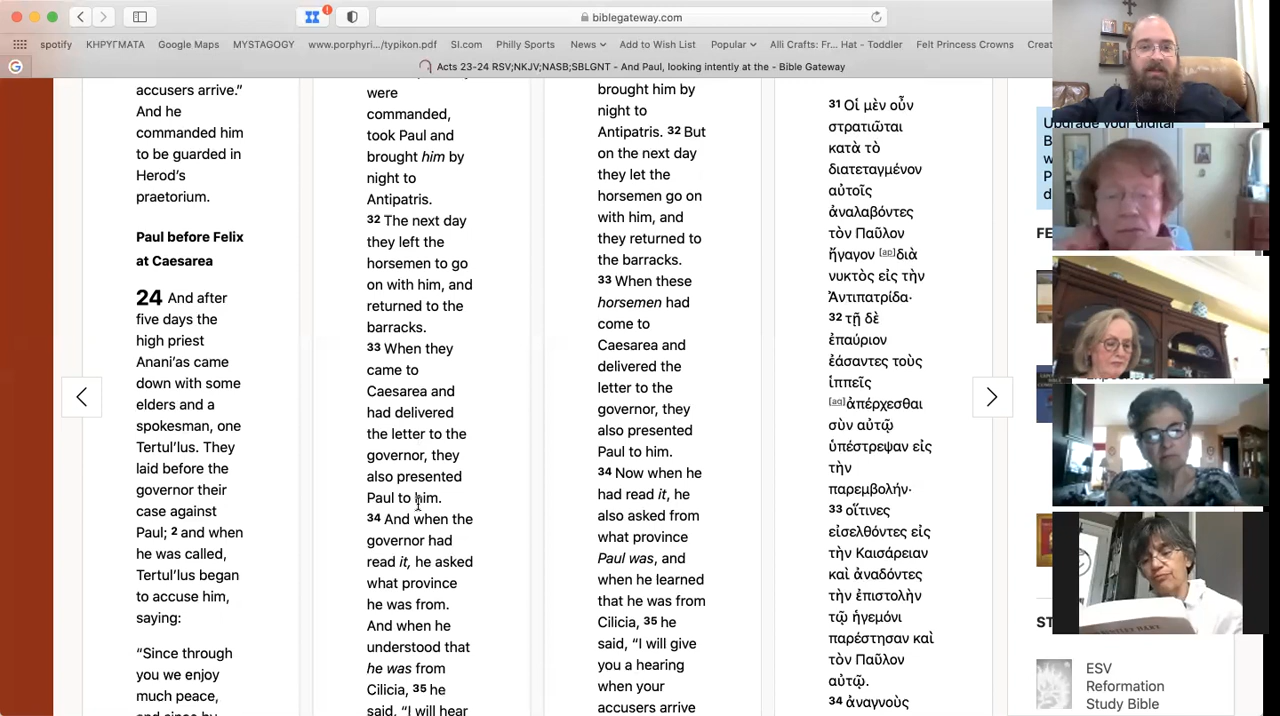 biblegateway.com
spotify ΚΗΡΥΓΜΑΤΑ Google Maps MYSTAGOGY www.porphyri.../typikon.pdf SI.com Philly Sports News Add to Wish List Popular Alli Crafts: Fr... Hat - Toddler Felt Princess Crowns Creat
G Acts 23-24 RSV;NKJV;NASB;SBLGNT - And Paul, looking intently at the - Bible Gateway
accusers arrive.”
And he
commanded him
to be guarded in
Herod’s
praetorium.
Paul before Felix
at Caesarea
24 And after
five days the
high priest
Anani′as came
down with some
elders and a
spokesman, one
Tertul′lus. They
laid before the
governor their
case against
Paul; 2 and when
he was called,
Tertul′lus began
to accuse him,
saying:
“Since through
you we enjoy
much peace,
and since by
were
commanded,
took Paul and
brought him by
night to
Antipatris.
32 The next day
they left the
horsemen to go
on with him, and
returned to the
barracks.
33 When they
came to
Caesarea and
had delivered
the letter to the
governor, they
also presented
Paul to him.
34 And when the
governor had
read it, he asked
what province
he was from.
And when he
understood that
he was from
Cilicia, 35 he
said, “I will hear
brought him by
night to
Antipatris. 32 But
on the next day
they let the
horsemen go on
with him, and
they returned to
the barracks.
33 When these
horsemen had
come to
Caesarea and
delivered the
letter to the
governor, they
also presented
Paul to him.
34 Now when he
had read it, he
also asked from
what province
Paul was, and
when he learned
that he was from
Cilicia, 35 he
said, “I will give
you a hearing
when your
accusers arrive
31 Οἱ μὲν οὖν
στρατιῶται
κατὰ τὸ
διατεταγμένον
αὐτοῖς
ἀναλαβόντες
τὸν Παῦλον
ἤγαγον [ap]διὰ
νυκτὸς εἰς τὴν
Ἀντιπατρίδα·
32 τῇ δὲ
ἐπαύριον
ἐάσαντες τοὺς
ἱππεῖς
[aq]ἀπέρχεσθαι
σὺν αὐτῷ
ὑπέστρεψαν εἰς
τὴν
παρεμβολήν·
33 οἵτινες
εἰσελθόντες εἰς
τὴν Καισάρειαν
καὶ ἀναδόντες
τὴν ἐπιστολὴν
τῷ ἡγεμόνι
παρέστησαν καὶ
τὸν Παῦλον
αὐτῷ.
34 ἀναγνοὺς
Upgrade your digital
B
w
P
d
FE
ST
ESV
Reformation
Study Bible